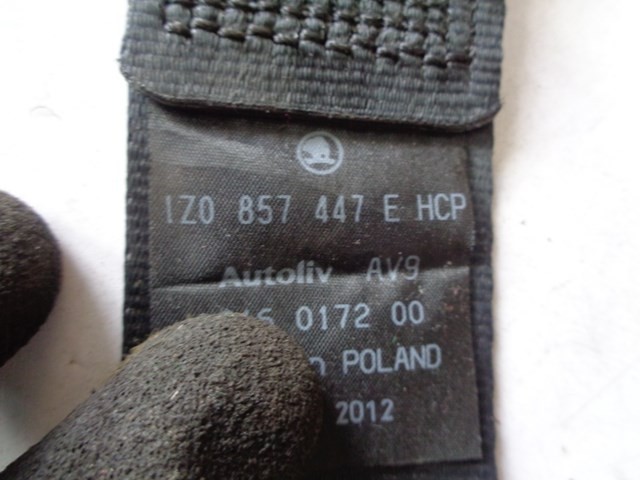 1Z0 857 447 E HCP
Autoliv AV9
0172 00
POLAND
2012